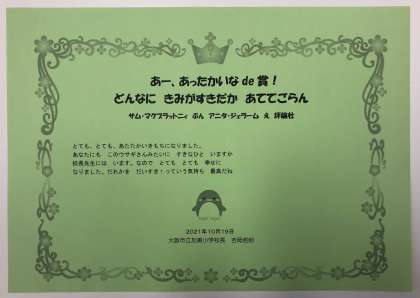 あー、あったかいな de 賞！
どんなに きみがすきだか あててごらん
サム・マクブラットニィ ぶん アニタ・ジェラーム え 評論社
とても、とても、あたたかいきもちになりました。
あなたにも このウサギさんみたいに すきなひと いますか
校長先生には います。なので とても とても 幸せに
なりました。だれかを だいすき！っていう気持ち 最高だね
2021年10月19日
大阪市立友渕小学校長